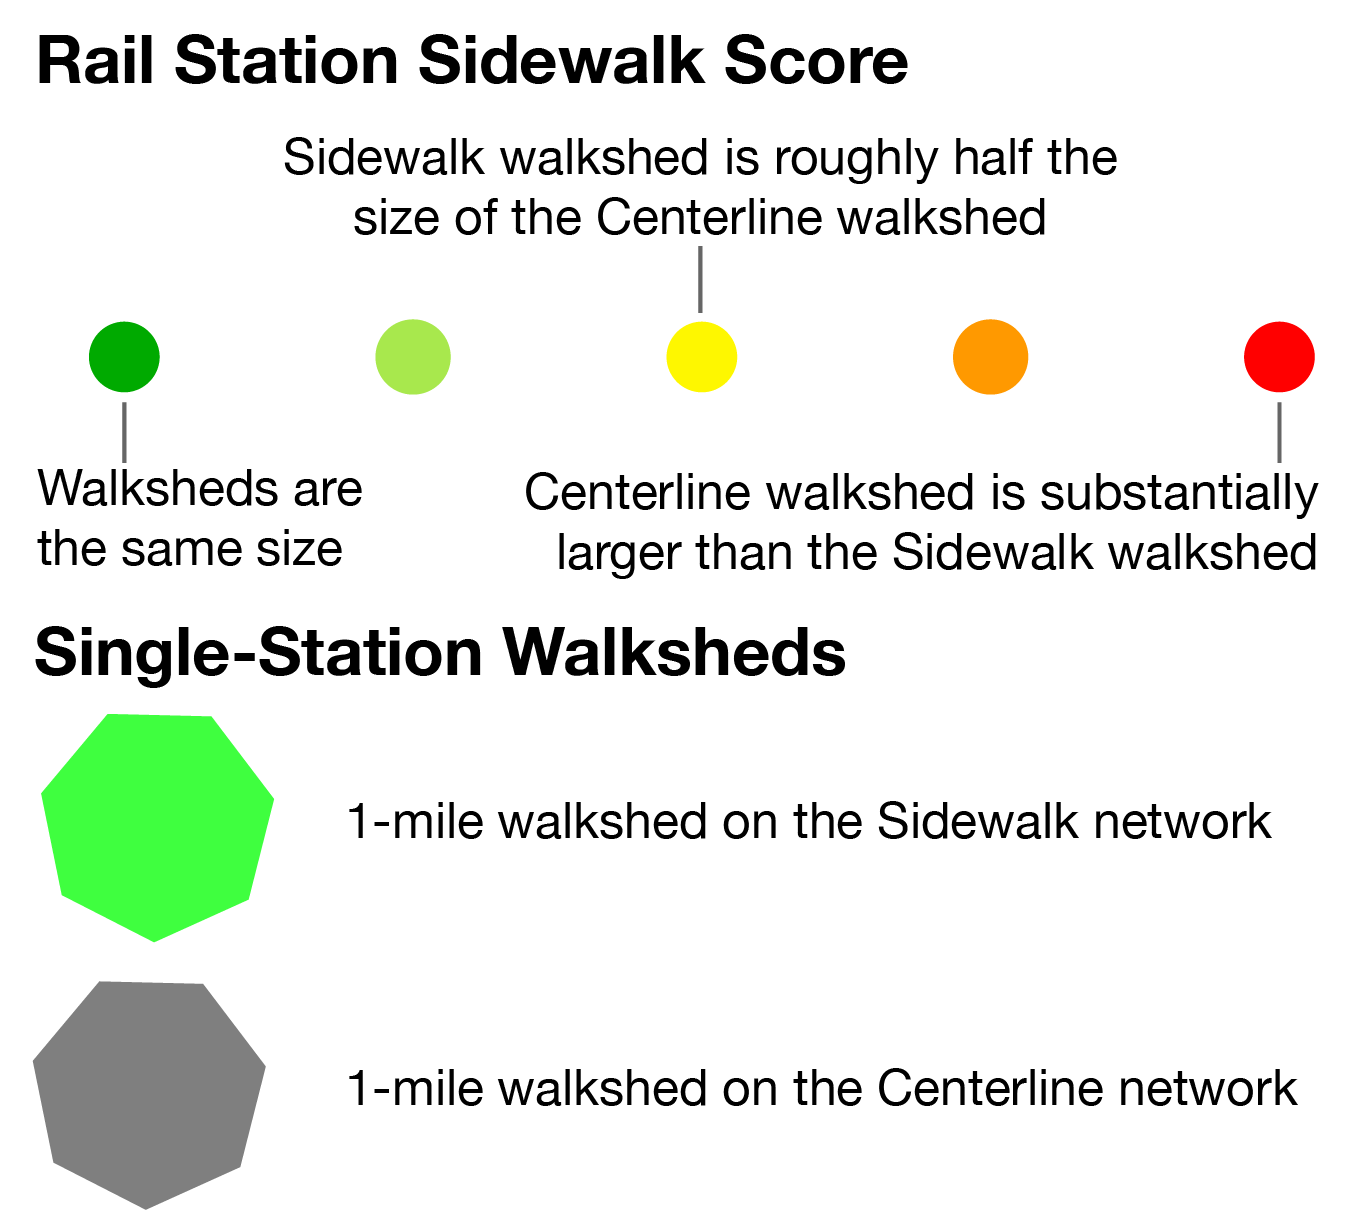 Rail Station Sidewalk Score
Sidewalk walkshed is roughly half the
size of the Centerline walkshed
Walksheds are
the same size
Centerline walkshed is substantially
larger than the Sidewalk walkshed
Single-Station Walksheds
1-mile walkshed on the Sidewalk network
1-mile walkshed on the Centerline network